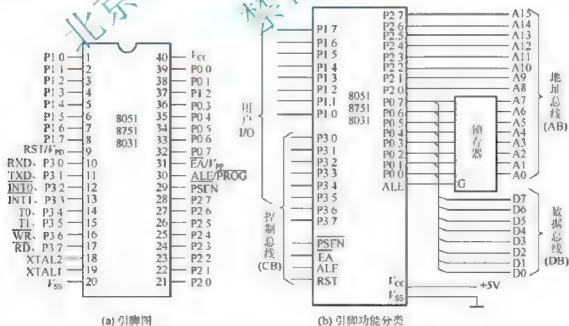 北京
P1 0 1 40 Vcc
P1 1 2 39 P0 0
P1 2 3 38 P0 1
P1 3 4 37 P1 2
P1 4 5 36 P0.3
P1 5 6 35 P0 4
P1 6 7 34 P0 5
P1 7 8 33 P0 6
RST/VPD 9 32 P0 7
RXD、P3 0 10 31 EA/VPP
TXD、P3 1 11 30 ALE/PROG
INT0、P3 2 12 29 PSEN
INT1、P3 3 13 28 P2 7
T0、P3 4 14 27 P2 6
T1、P3 5 15 26 P2 5
WR、P3 6 16 25 P2 4
RD、P3 7 17 24 P2 3
XTAL2 18 23 P2 2
XTAL1 19 22 P2 1
VSS 20 21 P2 0
8051
8751
8031
(a) 引脚图
用户I/O
控制总线(CB)
P1 7
P1 6
P1 5
P1 4
P1 3
P1 2
P1.1
P1 0
P3 0
P3 1
P3 2
P3 3
P3 4
P3 5
P3 6
P3 7
PSEN
EA
ALE
RST
8051
8751
8031
P2 7
P2 6
P2 5
P2 4
P2 3
P2 2
P2 1
P2 0
P0 7
P0 6
P0 5
P0 4
P0 3
P0 2
P0 1
P0 0
ALE
Vcc
VSS
锁存器
G
A15
A14
A13
A12
A11
A10
A9
A8
A7
A6
A5
A4
A3
A2
A1
A0
地址总线(AB)
D7
D6
D5
D4
D3
D2
D1
D0
数据总线(DB)
+5V
(b) 引脚功能分类